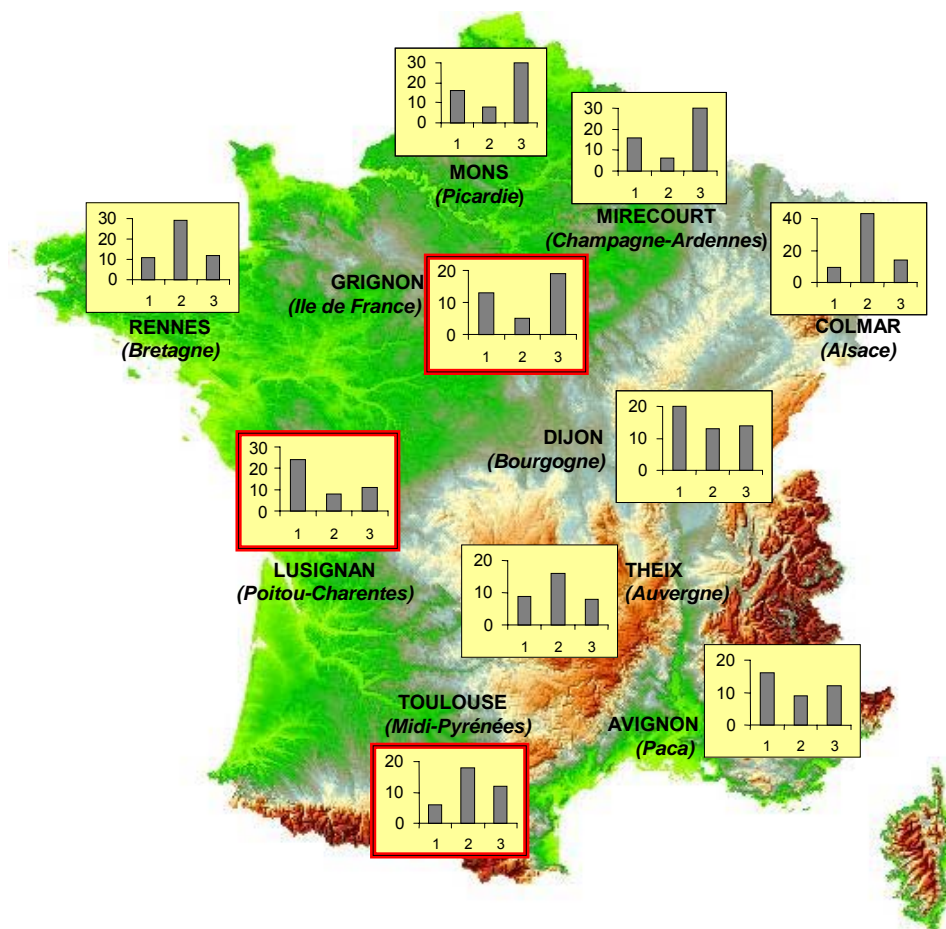 30
20
10
0
1 2 3
MONS
(Picardie)
30
20
10
0
1 2 3
MIRECOURT
(Champagne-Ardennes)
30
20
10
0
1 2 3
RENNES
(Bretagne)
GRIGNON
(Ile de France)
20
10
0
1 2 3
40
20
0
1 2 3
COLMAR
(Alsace)
DIJON
(Bourgogne)
20
10
0
1 2 3
30
20
10
0
1 2 3
LUSIGNAN
(Poitou-Charentes)
20
10
0
1 2 3
THEIX
(Auvergne)
TOULOUSE
(Midi-Pyrénées)
20
10
0
1 2 3
AVIGNON
(Paca)
20
10
0
1 2 3